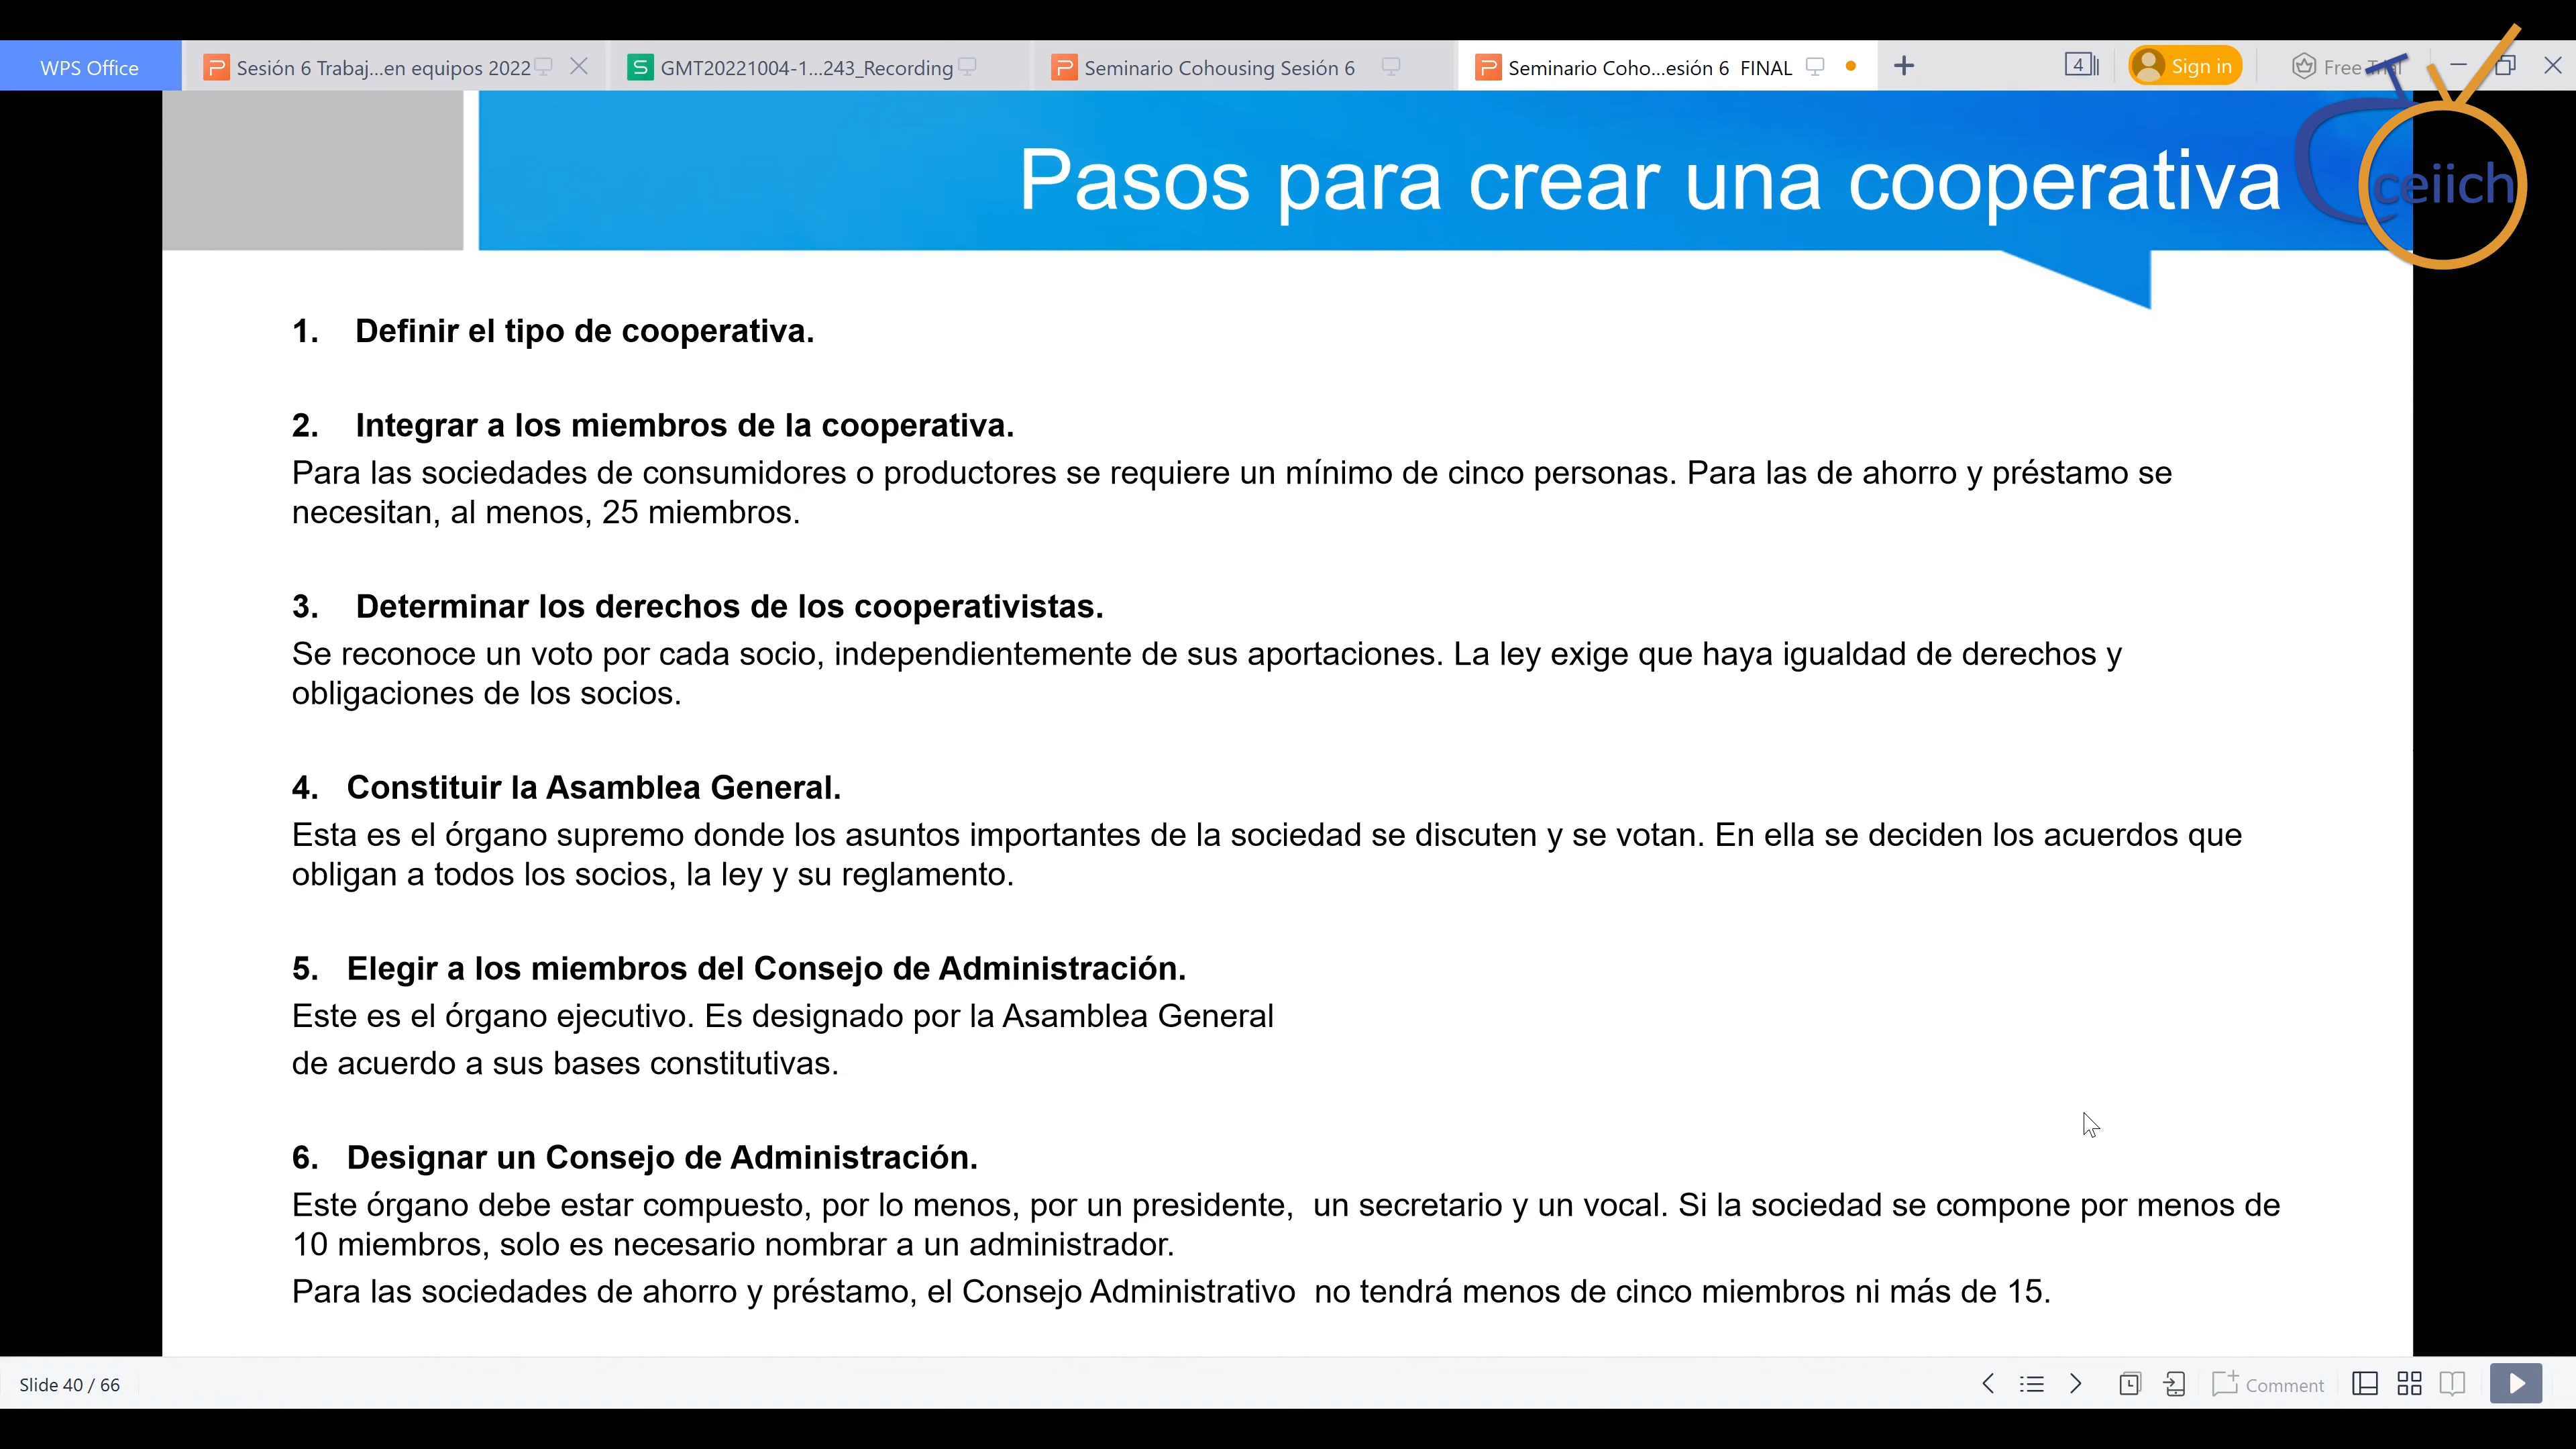 WPS Office
Sesión 6 Trabaj...en equipos 2022
GMT20221004-1...243_Recording
Seminario Cohousing Sesión 6
Seminario Coho...esión 6 FINAL
4
Sign in
Free Trial
Pasos para crear una cooperativa
ceiich
1. Definir el tipo de cooperativa.
2. Integrar a los miembros de la cooperativa.
Para las sociedades de consumidores o productores se requiere un mínimo de cinco personas. Para las de ahorro y préstamo se
necesitan, al menos, 25 miembros.
3. Determinar los derechos de los cooperativistas.
Se reconoce un voto por cada socio, independientemente de sus aportaciones. La ley exige que haya igualdad de derechos y
obligaciones de los socios.
4. Constituir la Asamblea General.
Esta es el órgano supremo donde los asuntos importantes de la sociedad se discuten y se votan. En ella se deciden los acuerdos que
obligan a todos los socios, la ley y su reglamento.
5. Elegir a los miembros del Consejo de Administración.
Este es el órgano ejecutivo. Es designado por la Asamblea General
de acuerdo a sus bases constitutivas.
6. Designar un Consejo de Administración.
Este órgano debe estar compuesto, por lo menos, por un presidente, un secretario y un vocal. Si la sociedad se compone por menos de
10 miembros, solo es necesario nombrar a un administrador.
Para las sociedades de ahorro y préstamo, el Consejo Administrativo no tendrá menos de cinco miembros ni más de 15.
Slide 40 / 66
Comment